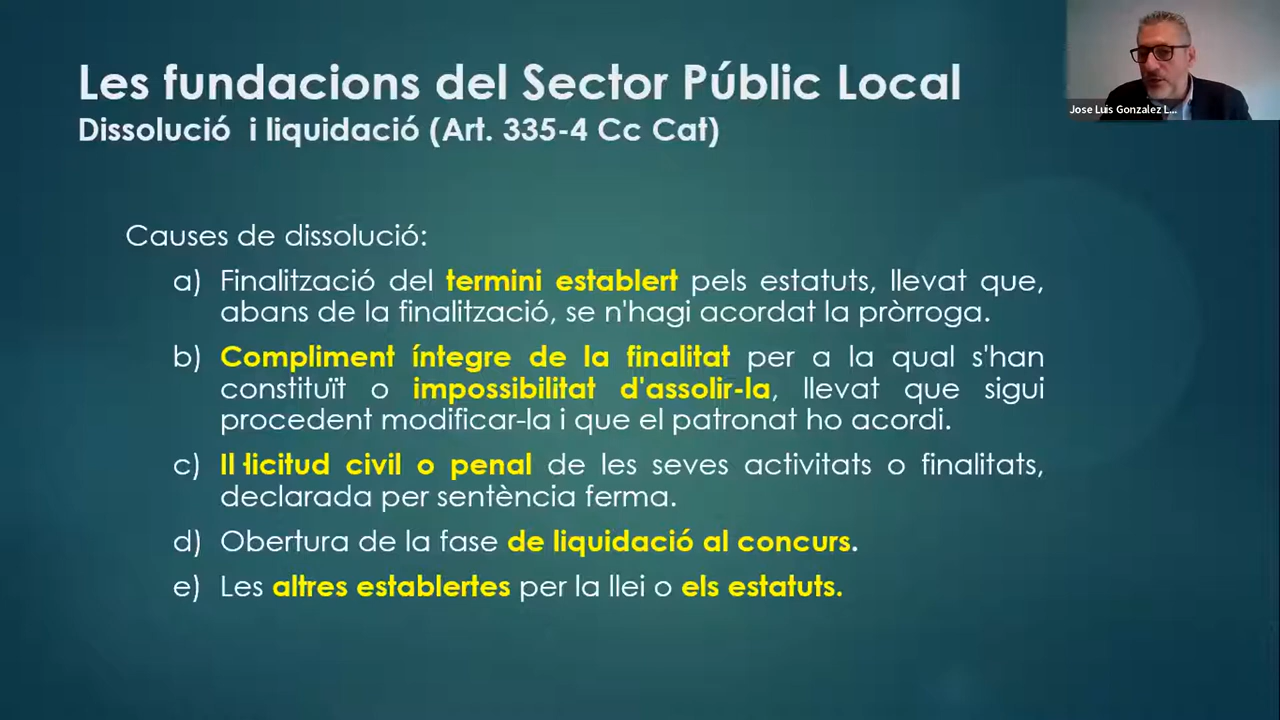 Les fundacions del Sector Públic Local
Dissolució i liquidació (Art. 335-4 Cc Cat)
Jose Luis Gonzalez L...
Causes de dissolució:
a) Finalització del termini establert pels estatuts, llevat que,
abans de la finalització, se n'hagi acordat la pròrroga.
b) Compliment íntegre de la finalitat per a la qual s'han
constituït o impossibilitat d'assolir-la, llevat que sigui
procedent modificar-la i que el patronat ho acordi.
c) Il·licitud civil o penal de les seves activitats o finalitats,
declarada per sentència ferma.
d) Obertura de la fase de liquidació al concurs.
e) Les altres establertes per la llei o els estatuts.